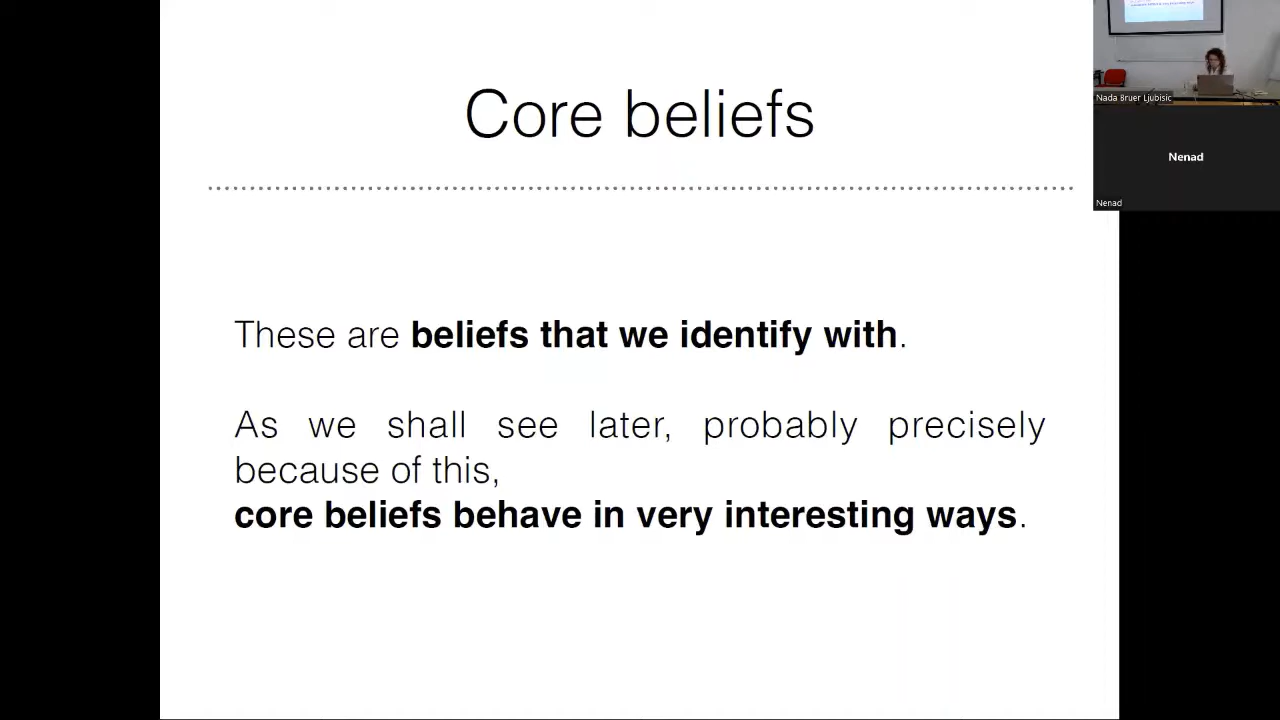 Core beliefs
These are beliefs that we identify with.
As we shall see later, probably precisely
because of this,
core beliefs behave in very interesting ways.
Nada Bruer Ljubisic
Nenad
Nenad